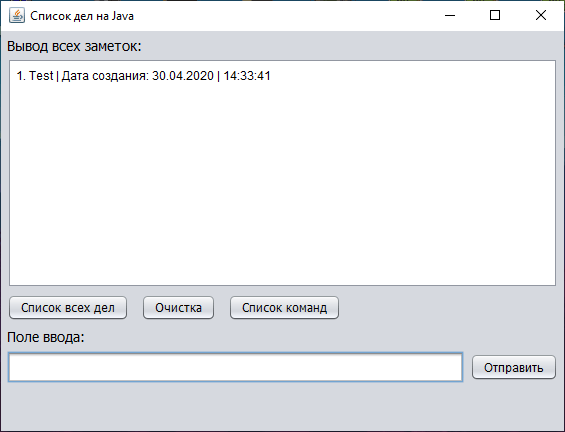 Список дел на Java
Вывод всех заметок:
1. Test | Дата создания: 30.04.2020 | 14:33:41
Список всех дел Очистка Список команд
Поле ввода:
Отправить